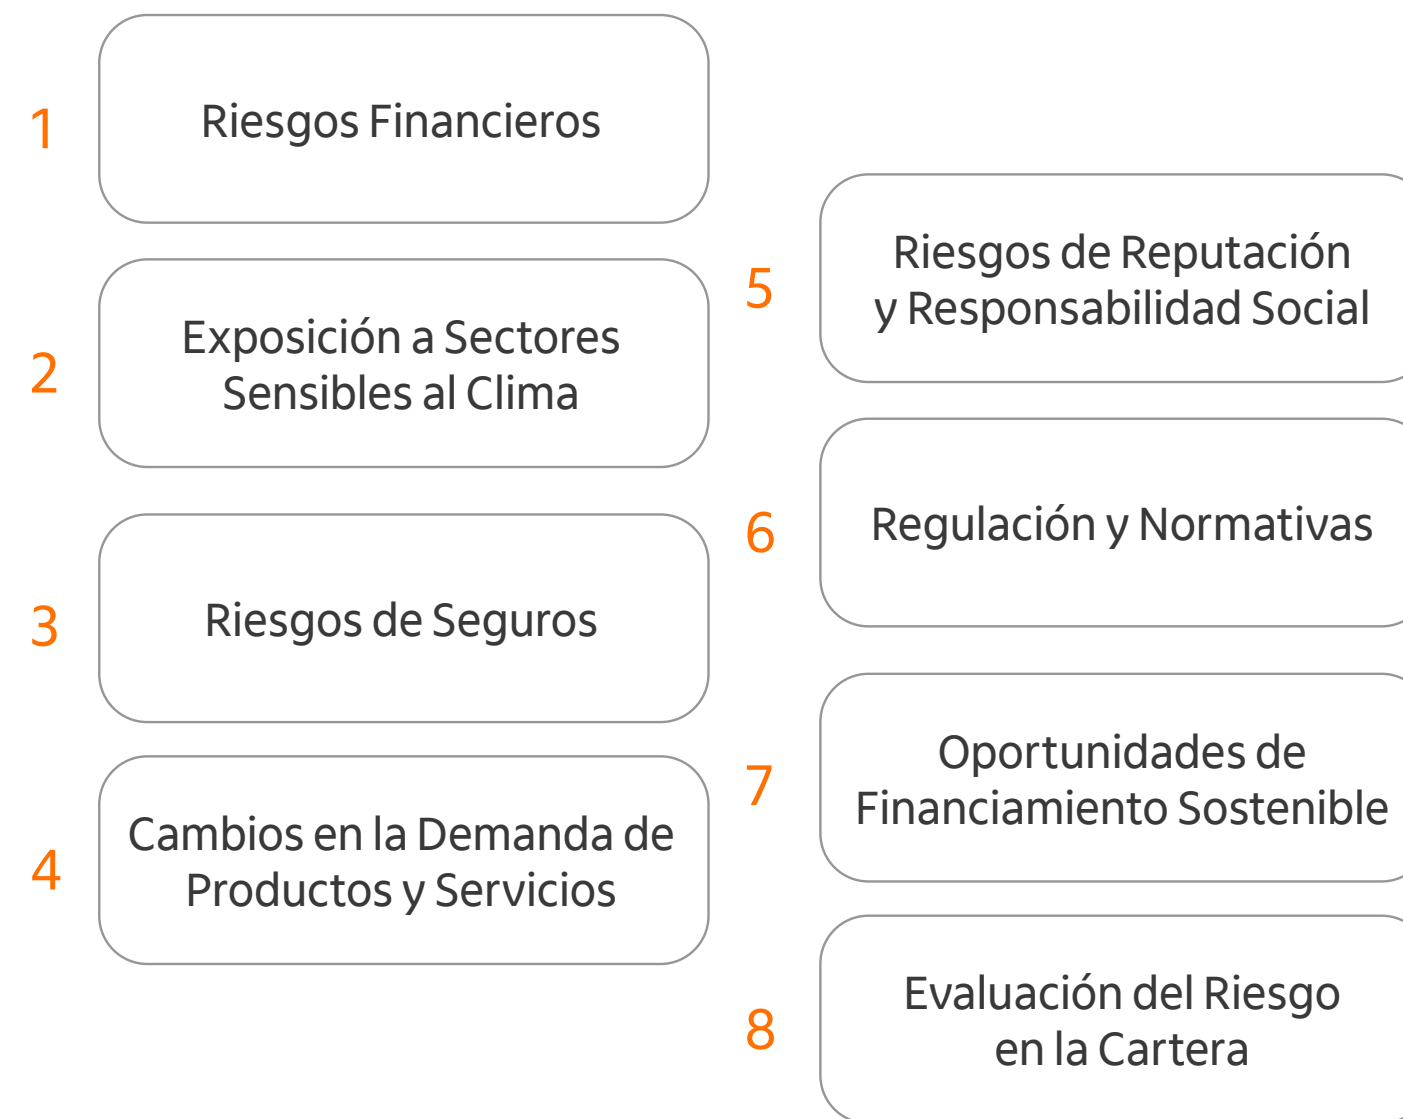 1
Riesgos Financieros
2
Exposición a Sectores
Sensibles al Clima
3
Riesgos de Seguros
4
Cambios en la Demanda de
Productos y Servicios
5
Riesgos de Reputación
y Responsabilidad Social
6
Regulación y Normativas
7
Oportunidades de
Financiamiento Sostenible
8
Evaluación del Riesgo
en la Cartera